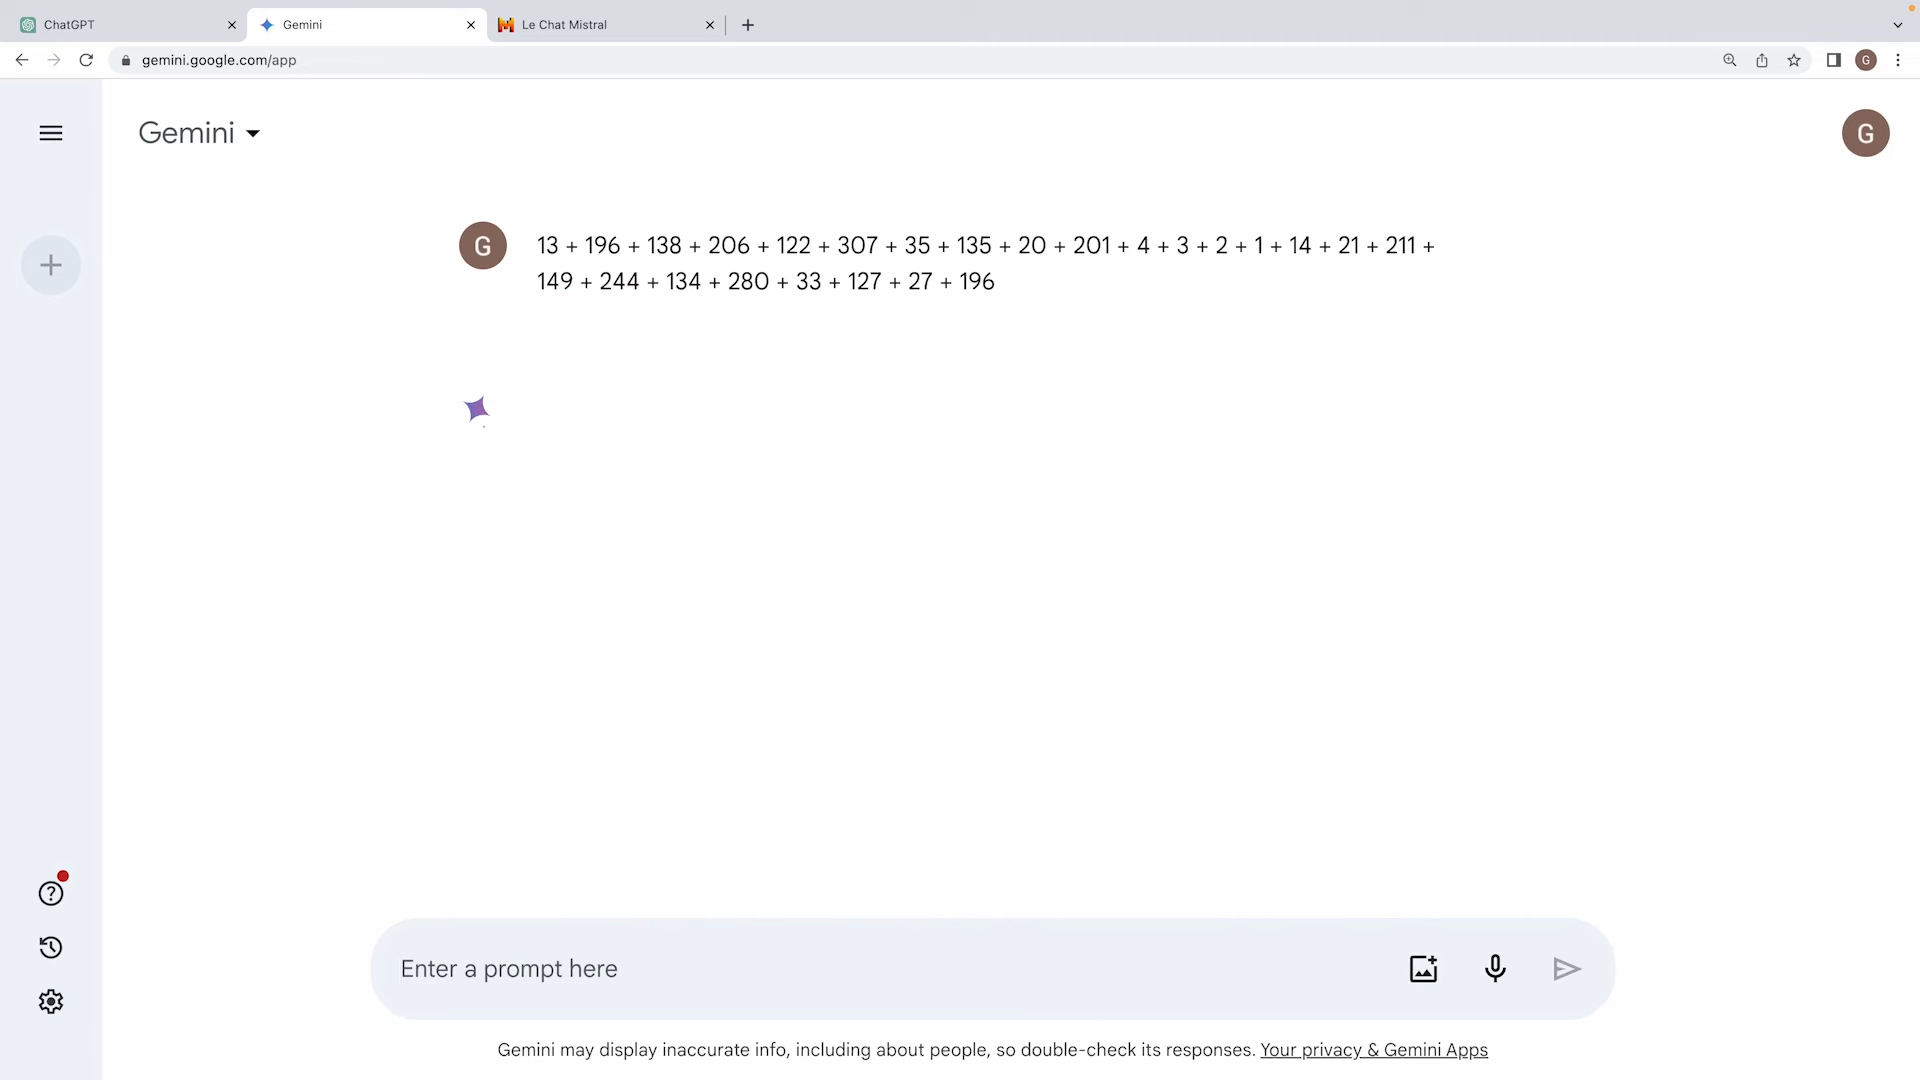 ChatGPT
Gemini
Le Chat Mistral
gemini.google.com/app
G
Gemini
G
G
13 + 196 + 138 + 206 + 122 + 307 + 35 + 135 + 20 + 201 + 4 + 3 + 2 + 1 + 14 + 21 + 211 +
149 + 244 + 134 + 280 + 33 + 127 + 27 + 196
Enter a prompt here
Gemini may display inaccurate info, including about people, so double-check its responses. Your privacy & Gemini Apps